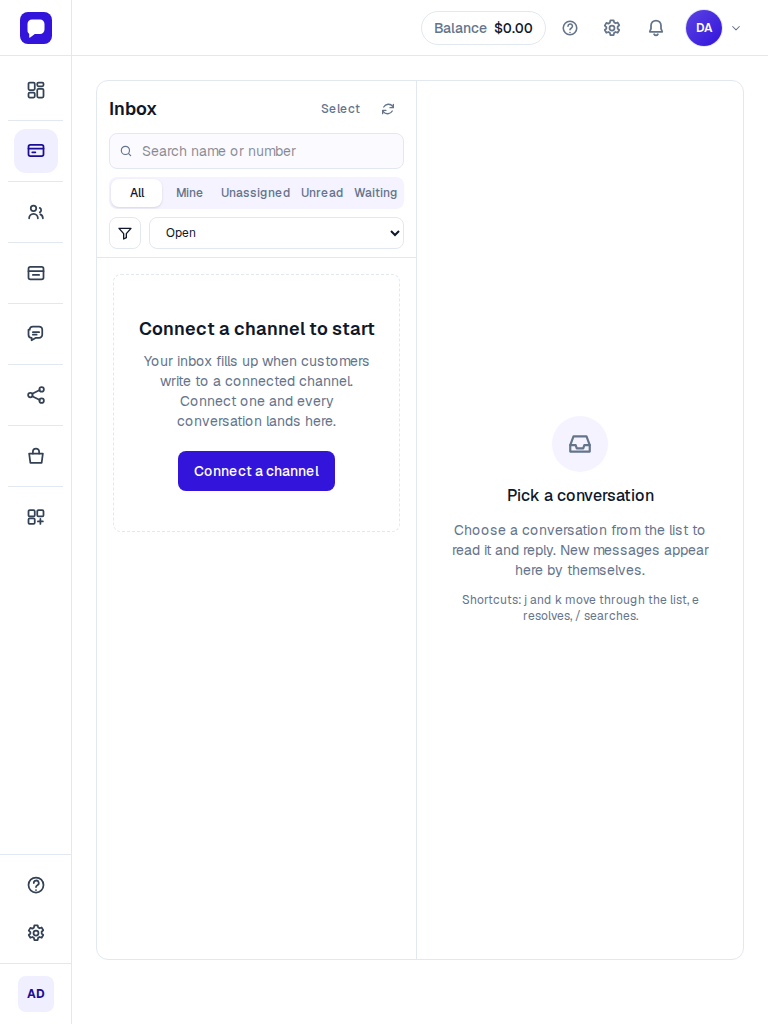 Balance $0.00
DA
Inbox
Select
Search name or number
All Mine Unassigned Unread Waiting
Open
Connect a channel to start
Your inbox fills up when customers
write to a connected channel.
Connect one and every
conversation lands here.
Connect a channel
Pick a conversation
Choose a conversation from the list to
read it and reply. New messages appear
here by themselves.
Shortcuts: j and k move through the list, e
resolves, / searches.
AD